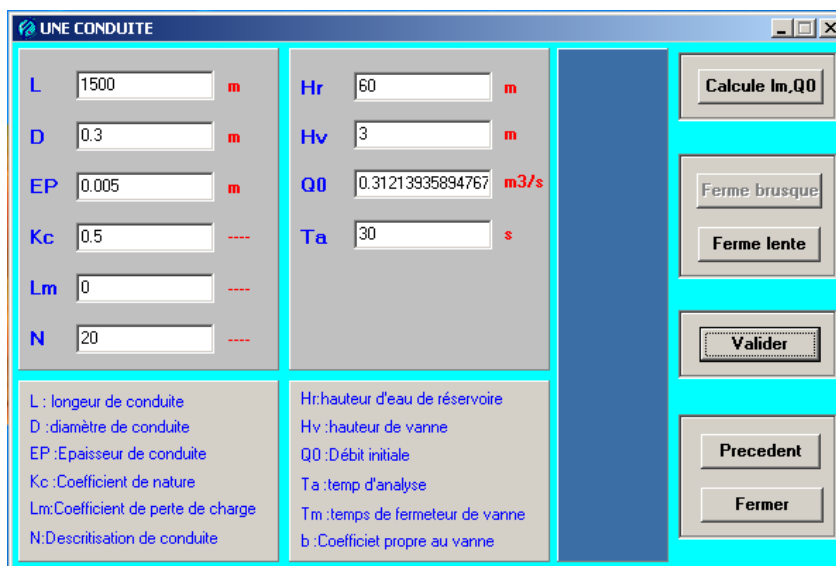 UNE CONDUITE
L 1500 m
D 0.3 m
EP 0.005 m
Kc 0.5 ----
Lm 0 ----
N 20 ----
Hr 60 m
Hv 3 m
Q0 0.31213935894767 m3/s
Ta 30 s
Calcule lm,Q0
Ferme brusque
Ferme lente
Valider
Precedent
Fermer
L : longeur de conduite
D :diamètre de conduite
EP :Epaisseur de conduite
Kc :Coefficient de nature
Lm:Coefficient de perte de charge
N:Descritisation de conduite
Hr:hauteur d'eau de réservoire
Hv :hauteur de vanne
Q0 :Débit initiale
Ta :temp d'analyse
Tm :temps de fermeteur de vanne
b :Coefficiet propre au vanne